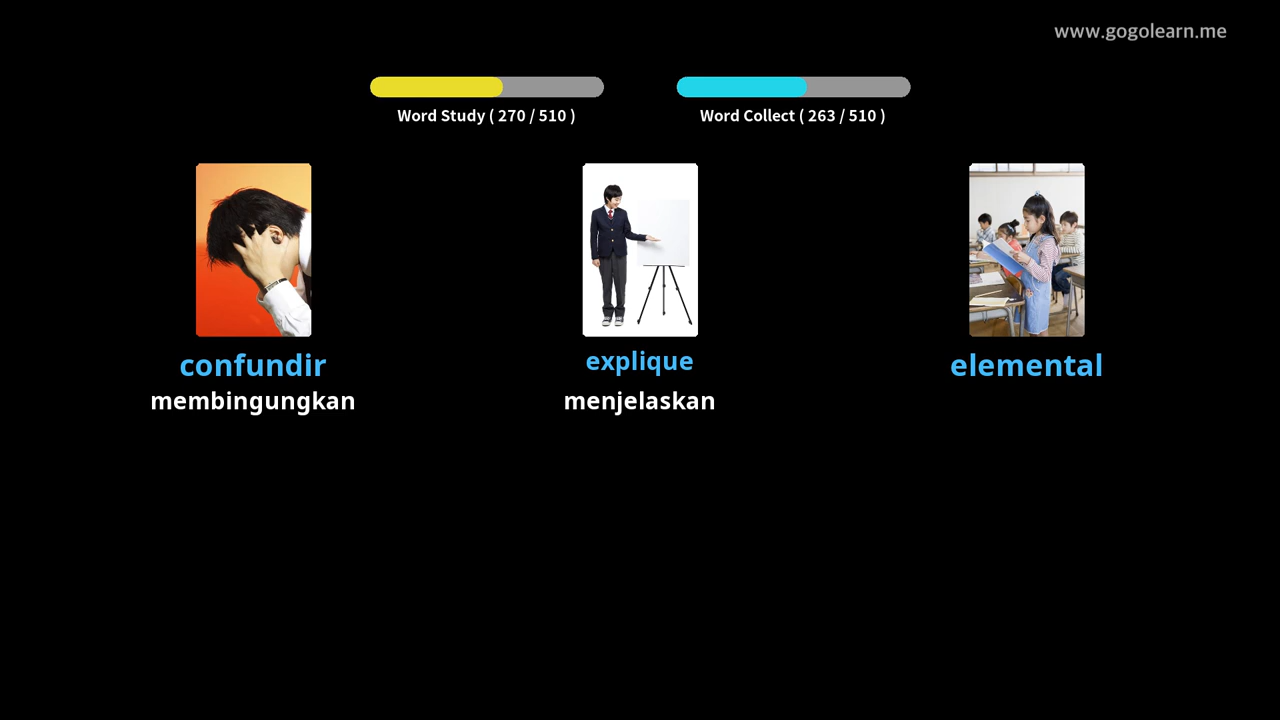 www.gogolearn.me
Word Study ( 270 / 510 )
Word Collect ( 263 / 510 )
confundir
membingungkan
explique
menjelaskan
elemental